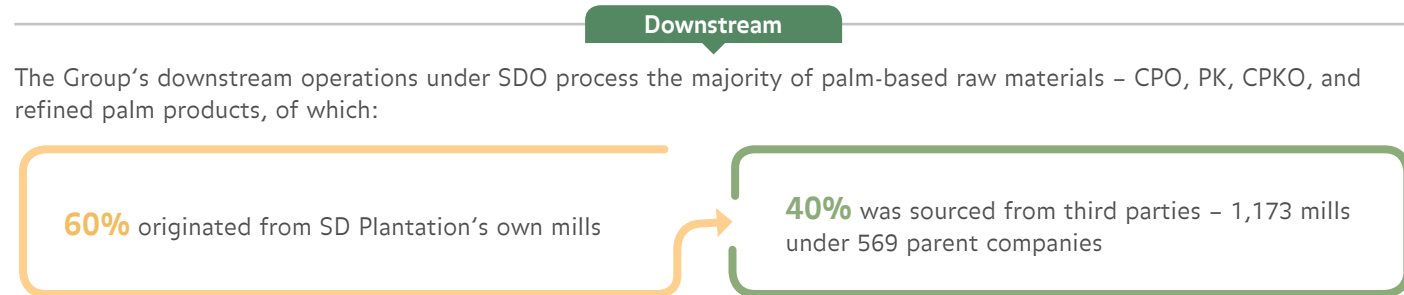 Downstream
The Group's downstream operations under SDO process the majority of palm-based raw materials – CPO, PK, CPKO, and
refined palm products, of which:
60% originated from SD Plantation's own mills
40% was sourced from third parties – 1,173 mills
under 569 parent companies